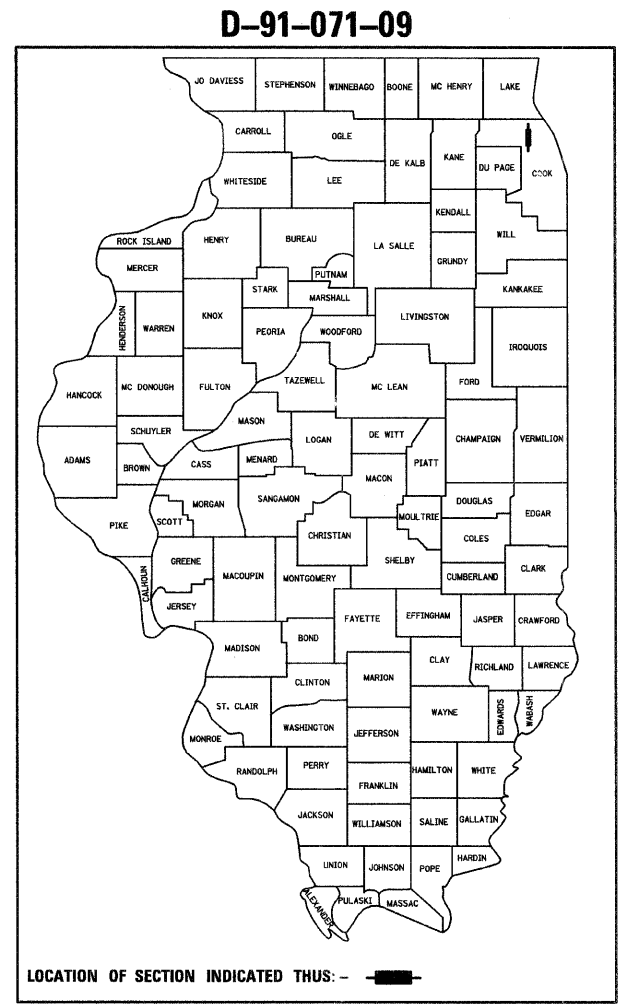 D-91-071-09
JO DAVIESS
STEPHENSON
WINNEBAGO
BOONE
MC HENRY
LAKE
CARROLL
OGLE
DE KALB
KANE
DU PAGE
COOK
WHITESIDE
LEE
KENDALL
ROCK ISLAND
HENRY
BUREAU
LA SALLE
WILL
MERCER
PUTNAM
GRUNDY
STARK
MARSHALL
KANKAKEE
HENDERSON
WARREN
KNOX
PEORIA
WOODFORD
LIVINGSTON
IROQUOIS
HANCOCK
MC DONOUGH
FULTON
TAZEWELL
MC LEAN
FORD
MASON
SCHUYLER
LOGAN
DE WITT
CHAMPAIGN
VERMILION
ADAMS
BROWN
CASS
MENARD
PIATT
MACON
MORGAN
SANGAMON
DOUGLAS
EDGAR
PIKE
SCOTT
MOULTRIE
CHRISTIAN
COLES
GREENE
SHELBY
CALHOUN
MACOUPIN
MONTGOMERY
CUMBERLAND
CLARK
JERSEY
FAYETTE
EFFINGHAM
JASPER
CRAWFORD
MADISON
BOND
CLAY
RICHLAND
LAWRENCE
CLINTON
MARION
ST. CLAIR
WAYNE
EDWARDS
WABASH
WASHINGTON
JEFFERSON
MONROE
RANDOLPH
PERRY
HAMILTON
WHITE
FRANKLIN
JACKSON
WILLIAMSON
SALINE
GALLATIN
UNION
JOHNSON
POPE
HARDIN
ALEXANDER
PULASKI
MASSAC
LOCATION OF SECTION INDICATED THUS: -